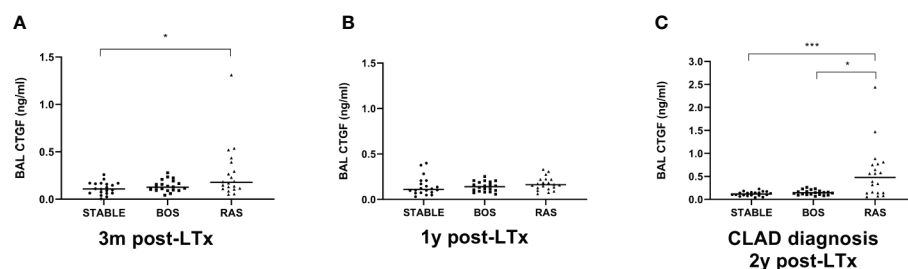 A
*
1.5
1.0
0.5
0.0
BAL CTGF (ng/ml)
STABLE BOS RAS
3m post-LTx
B
1.5
1.0
0.5
0.0
BAL CTGF (ng/ml)
STABLE BOS RAS
1y post-LTx
C
***
*
3.0
2.5
2.0
1.5
1.0
0.5
0.0
BAL CTGF (ng/ml)
STABLE BOS RAS
CLAD diagnosis
2y post-LTx